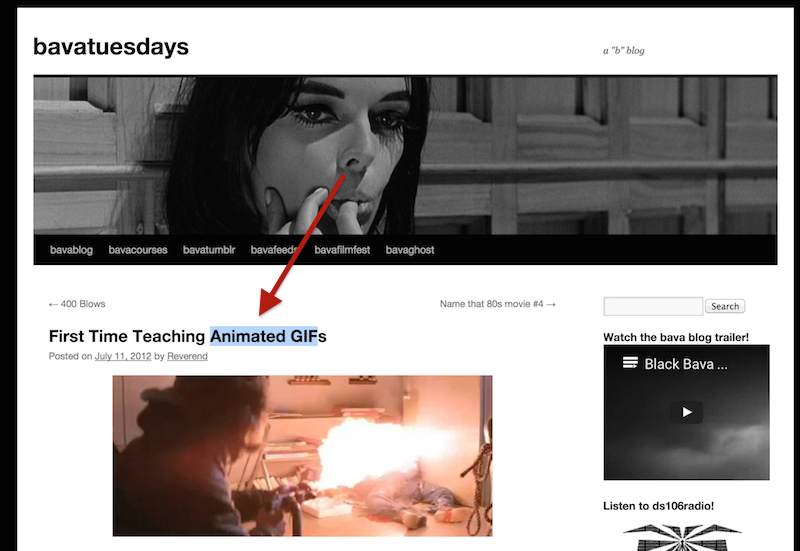 bavatuesdays
a "b" blog
bavablog bavacourses bavatumblr bavafeeds bavafilmfest bavaghost
← 400 Blows
Name that 80s movie #4 →
Search
First Time Teaching Animated GIFs
Posted on July 11, 2012 by Reverend
Watch the bava blog trailer!
Black Bava ...
Listen to ds106radio!